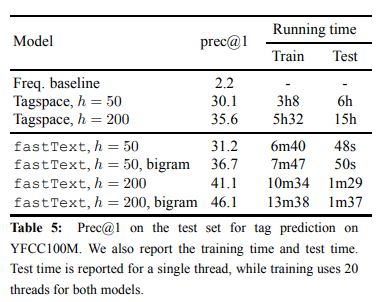 Model prec@1 Running time
Train Test
Freq. baseline 2.2 - -
Tagspace, h = 50 30.1 3h8 6h
Tagspace, h = 200 35.6 5h32 15h
fastText, h = 50 31.2 6m40 48s
fastText, h = 50, bigram 36.7 7m47 50s
fastText, h = 200 41.1 10m34 1m29
fastText, h = 200, bigram 46.1 13m38 1m37
Table 5: Prec@1 on the test set for tag prediction on
YFCC100M. We also report the training time and test time.
Test time is reported for a single thread, while training uses 20
threads for both models.